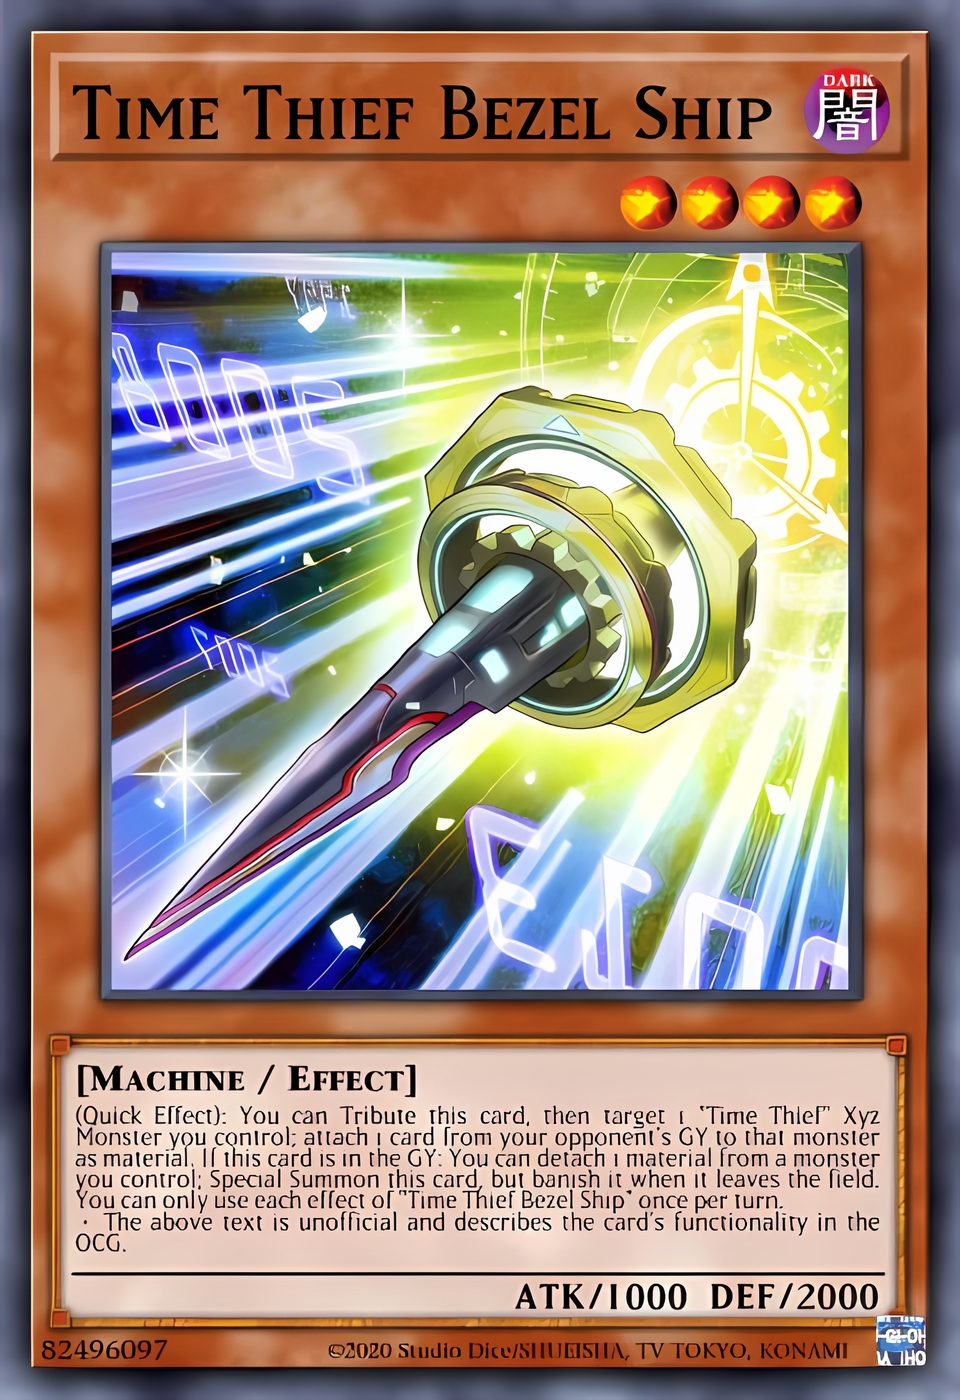 TIME THIEF BEZEL SHIP
DARK
闇
[MACHINE / EFFECT]
(Quick Effect): You can Tribute this card, then target 1 "Time Thief" Xyz
Monster you control; attach 1 card from your opponent's GY to that monster
as material. If this card is in the GY: You can detach 1 material from a monster
you control; Special Summon this card, but banish it when it leaves the field.
You can only use each effect of "Time Thief Bezel Ship" once per turn.
· The above text is unofficial and describes the card's functionality in the
OCG.
ATK/1000 DEF/2000
82496097
©2020 Studio Dice/SHUEISHA, TV TOKYO, KONAMI